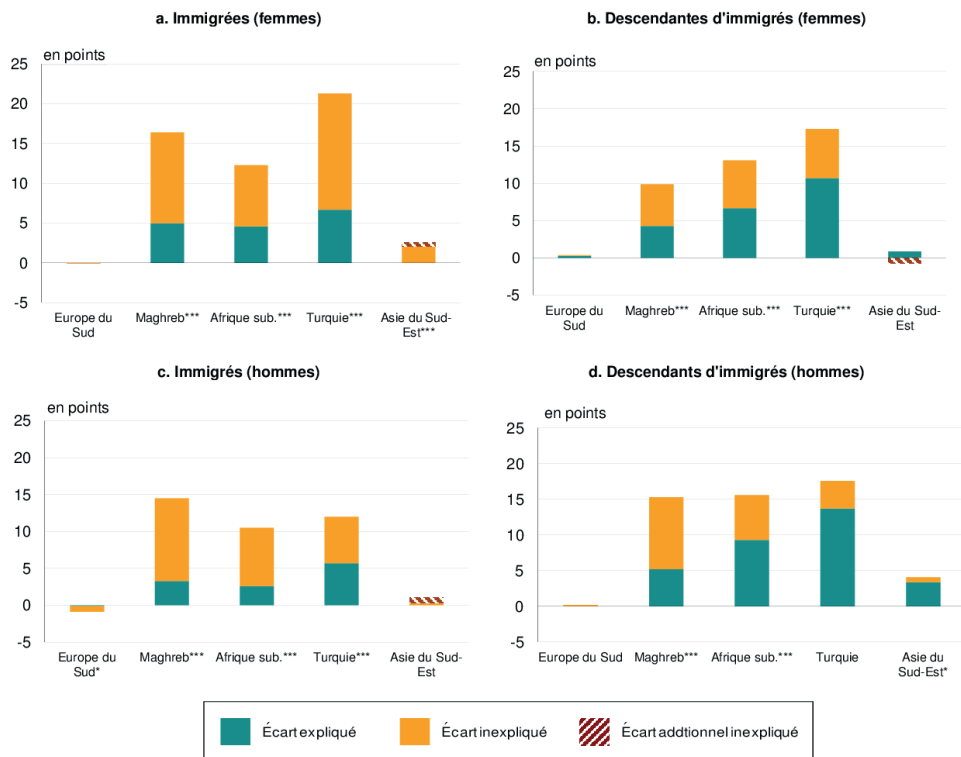 a. Immigrées (femmes)
en points
25
20
15
10
5
0
-5
Europe du
Sud
Maghreb***
Afrique sub.***
Turquie***
Asie du Sud-
Est***
b. Descendantes d'immigrés (femmes)
en points
25
20
15
10
5
0
-5
Europe du
Sud
Maghreb***
Afrique sub.***
Turquie***
Asie du Sud-
Est
c. Immigrés (hommes)
en points
25
20
15
10
5
0
-5
Europe du
Sud*
Maghreb***
Afrique sub.***
Turquie***
Asie du Sud-
Est
d. Descendants d'immigrés (hommes)
en points
25
20
15
10
5
0
-5
Europe du Sud
Maghreb***
Afrique sub.***
Turquie
Asie du
Sud-Est*
Écart expliqué
Écart inexpliqué
Écart addtionnel inexpliqué